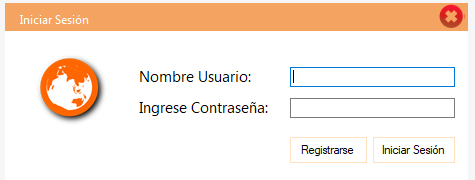 Iniciar Sesión
Nombre Usuario:
Ingrese Contraseña:
Registrarse Iniciar Sesión